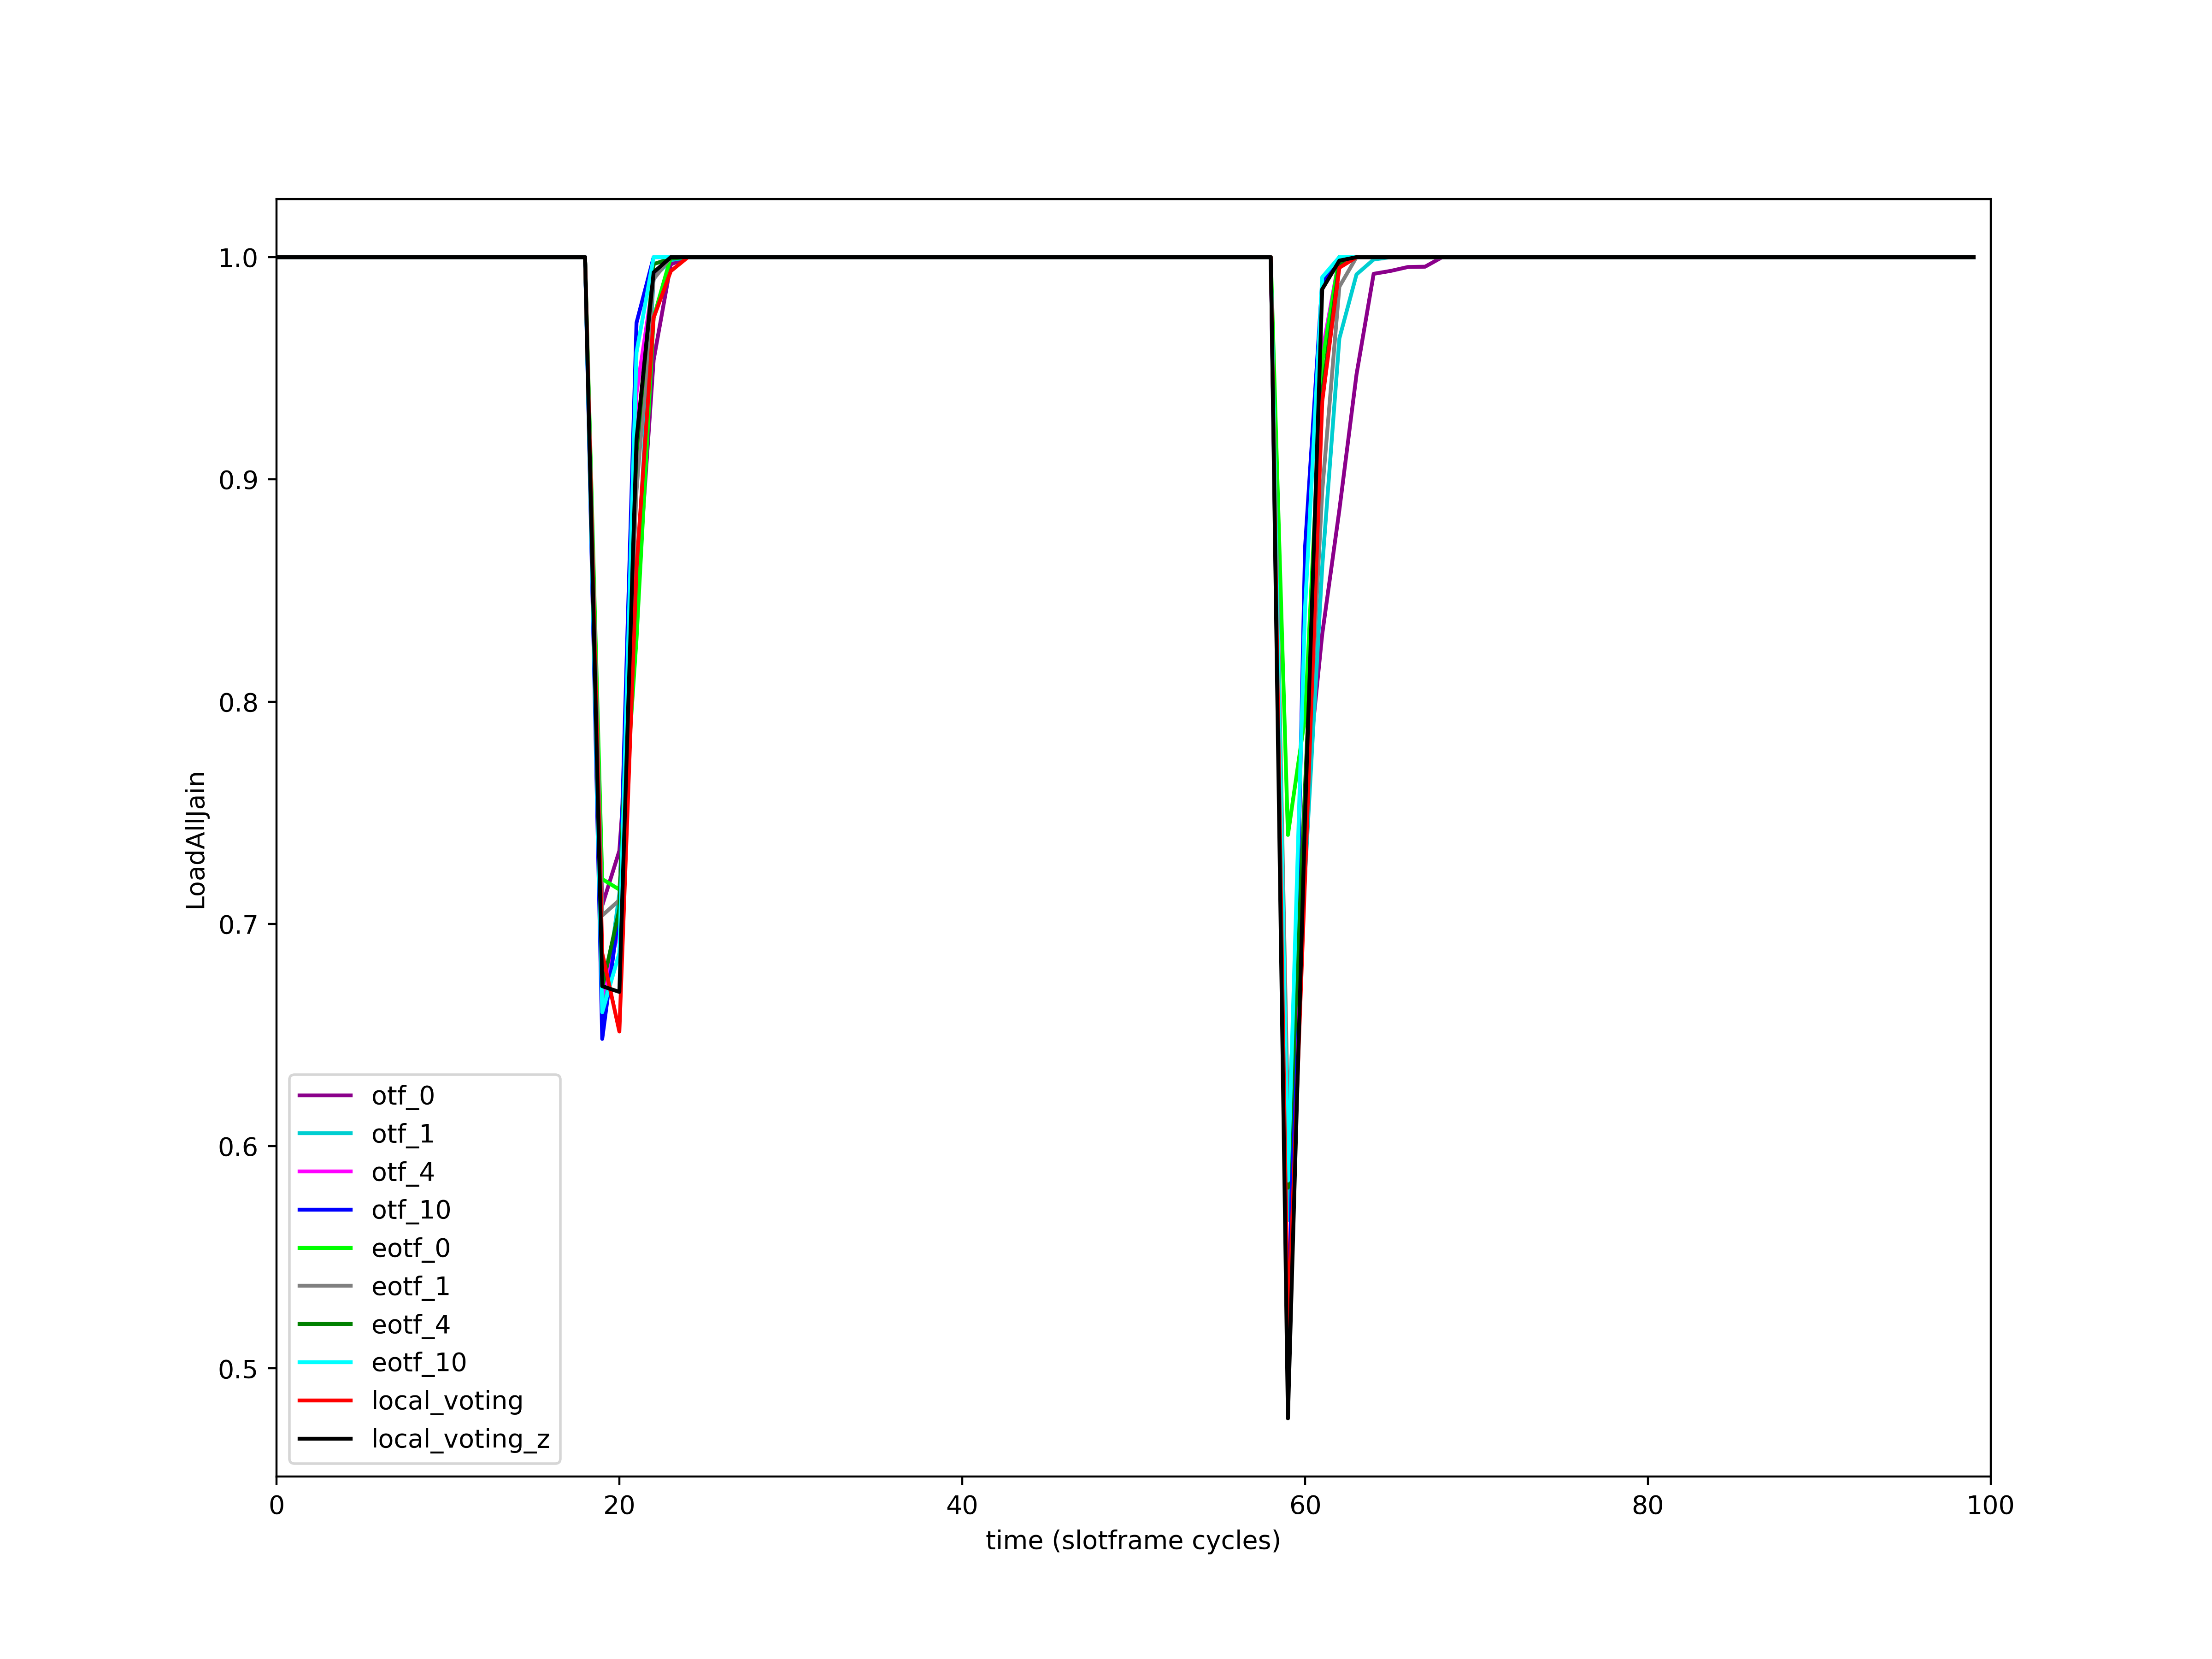 1.0
0.9
0.8
0.7
0.6
0.5
LoadAllJain
otf_0
otf_1
otf_4
otf_10
eotf_0
eotf_1
eotf_4
eotf_10
local_voting
local_voting_z
0 20 40 60 80 100
time (slotframe cycles)